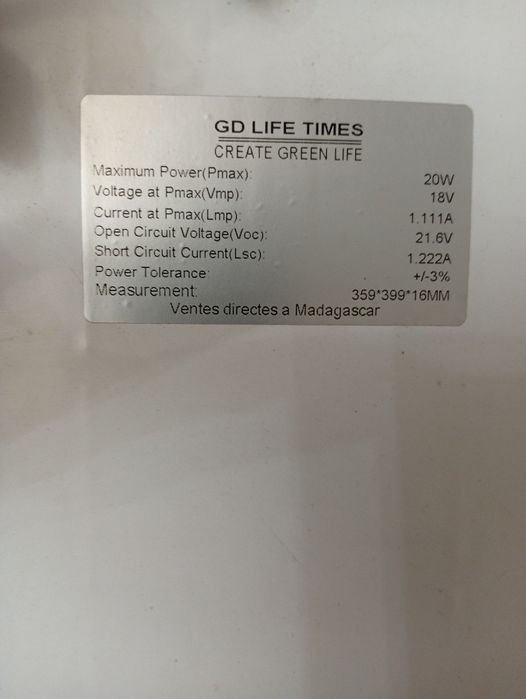 GD LIFE TIMES
CREATE GREEN LIFE
Maximum Power(Pmax): 20W
Voltage at Pmax(Vmp): 18V
Current at Pmax(Lmp): 1.111A
Open Circuit Voltage(Voc): 21.6V
Short Circuit Current(Lsc): 1.222A
Power Tolerance: +/-3%
Measurement: 359*399*16MM
Ventes directes a Madagascar